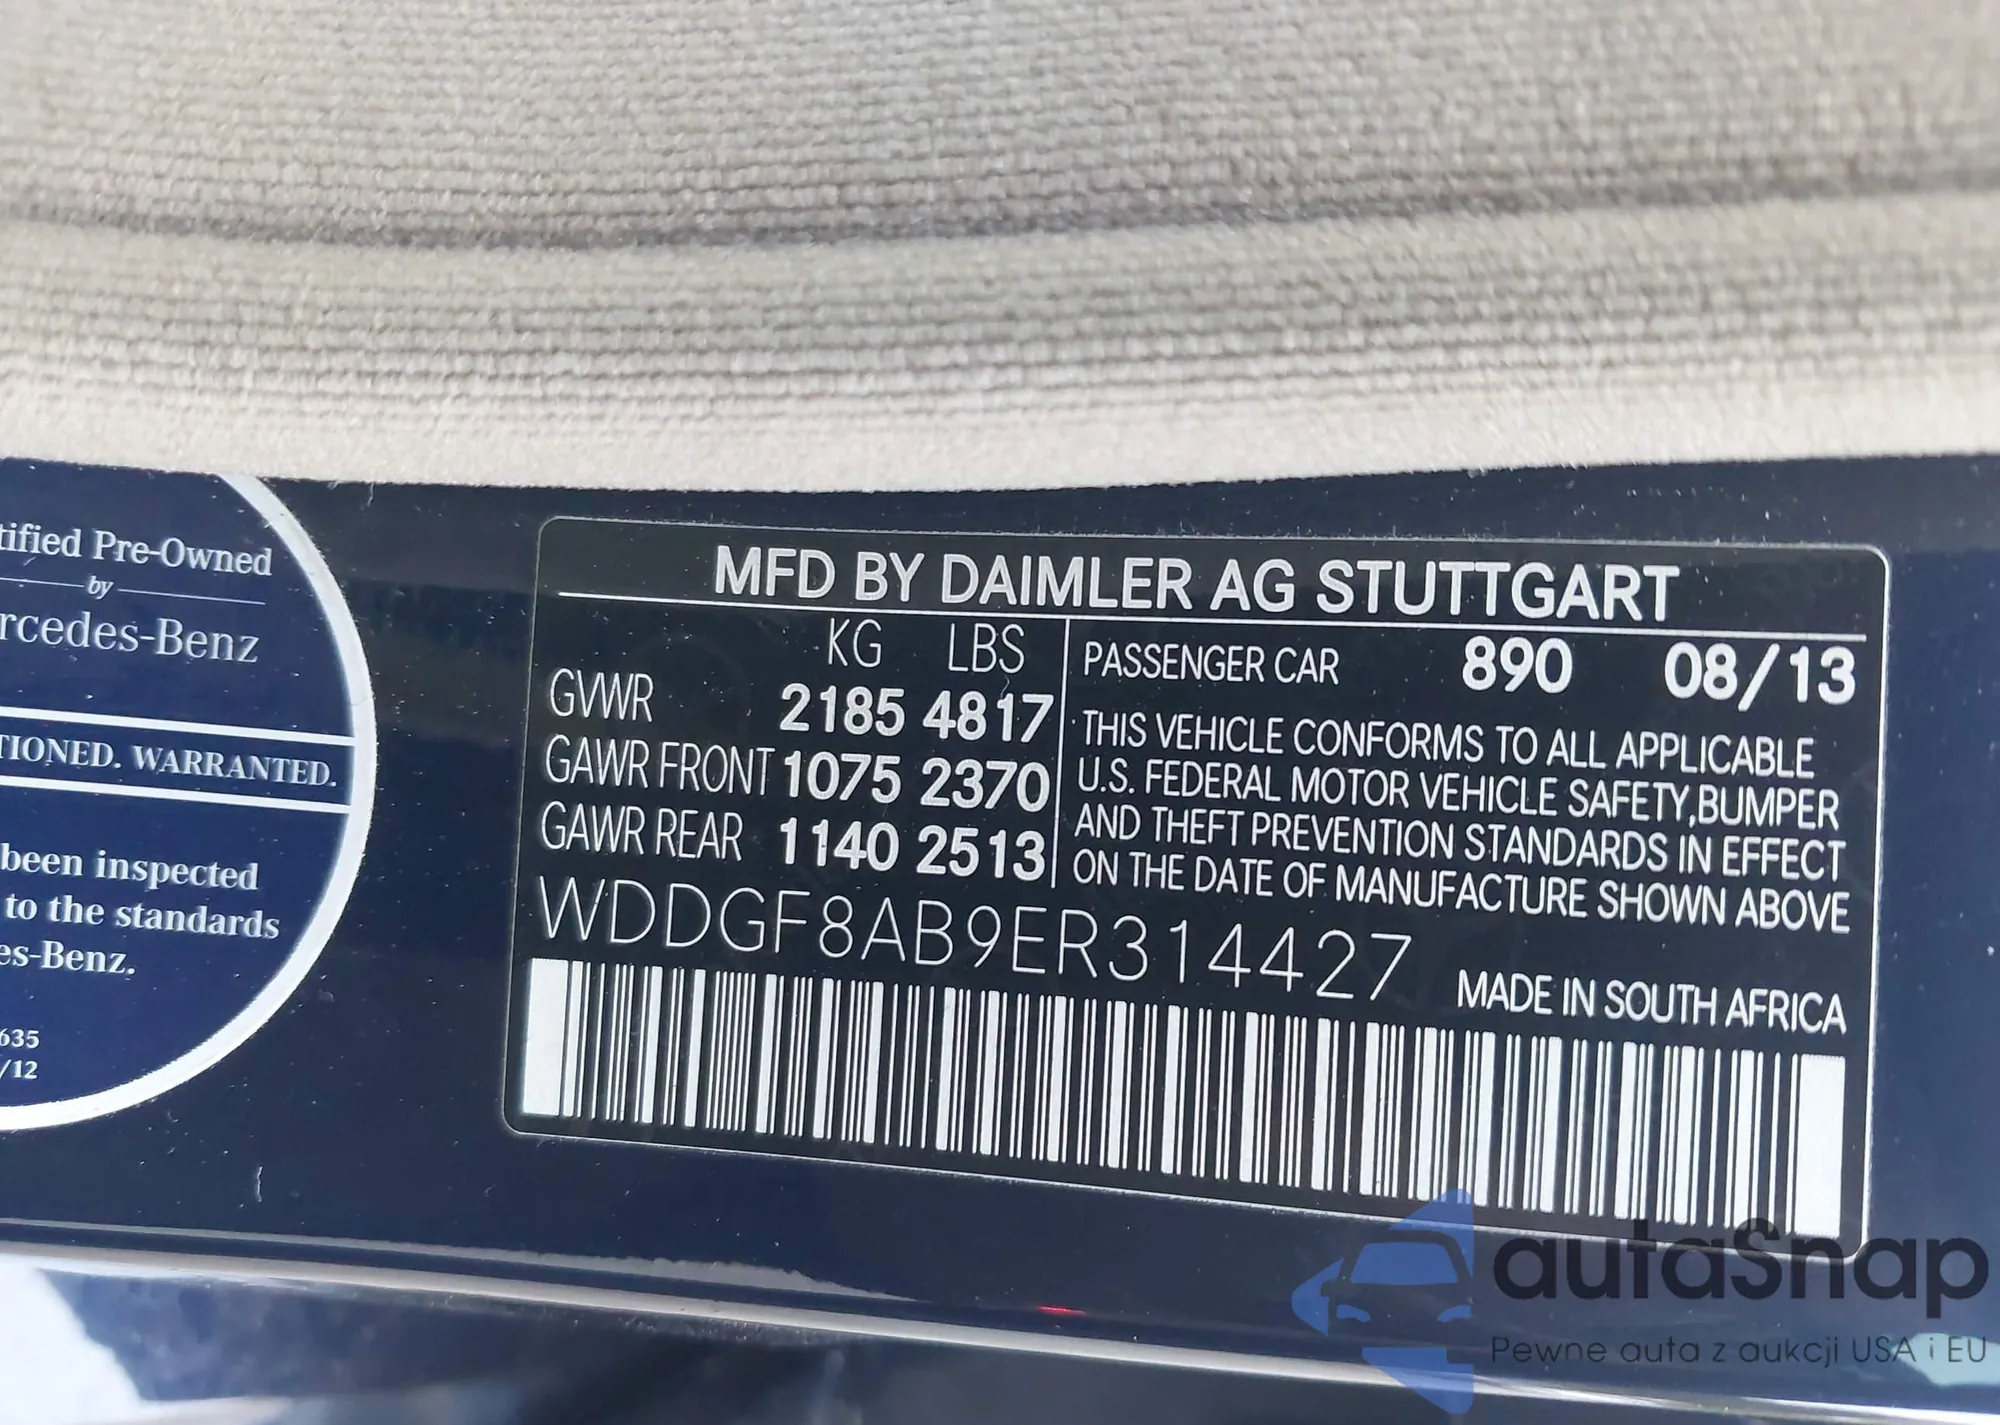 tified Pre-Owned
by
rcedes-Benz
TIONED. WARRANTED.
been inspected
to the standards
es-Benz.
635
/12
MFD BY DAIMLER AG STUTTGART
KG LBS
GVWR 2185 4817
GAWR FRONT 1075 2370
GAWR REAR 1140 2513
PASSENGER CAR 890 08/13
THIS VEHICLE CONFORMS TO ALL APPLICABLE
U.S. FEDERAL MOTOR VEHICLE SAFETY,BUMPER
AND THEFT PREVENTION STANDARDS IN EFFECT
ON THE DATE OF MANUFACTURE SHOWN ABOVE
WDDGF8AB9ER314427
MADE IN SOUTH AFRICA
autaSnap
Pewne auta z aukcji USA i EU